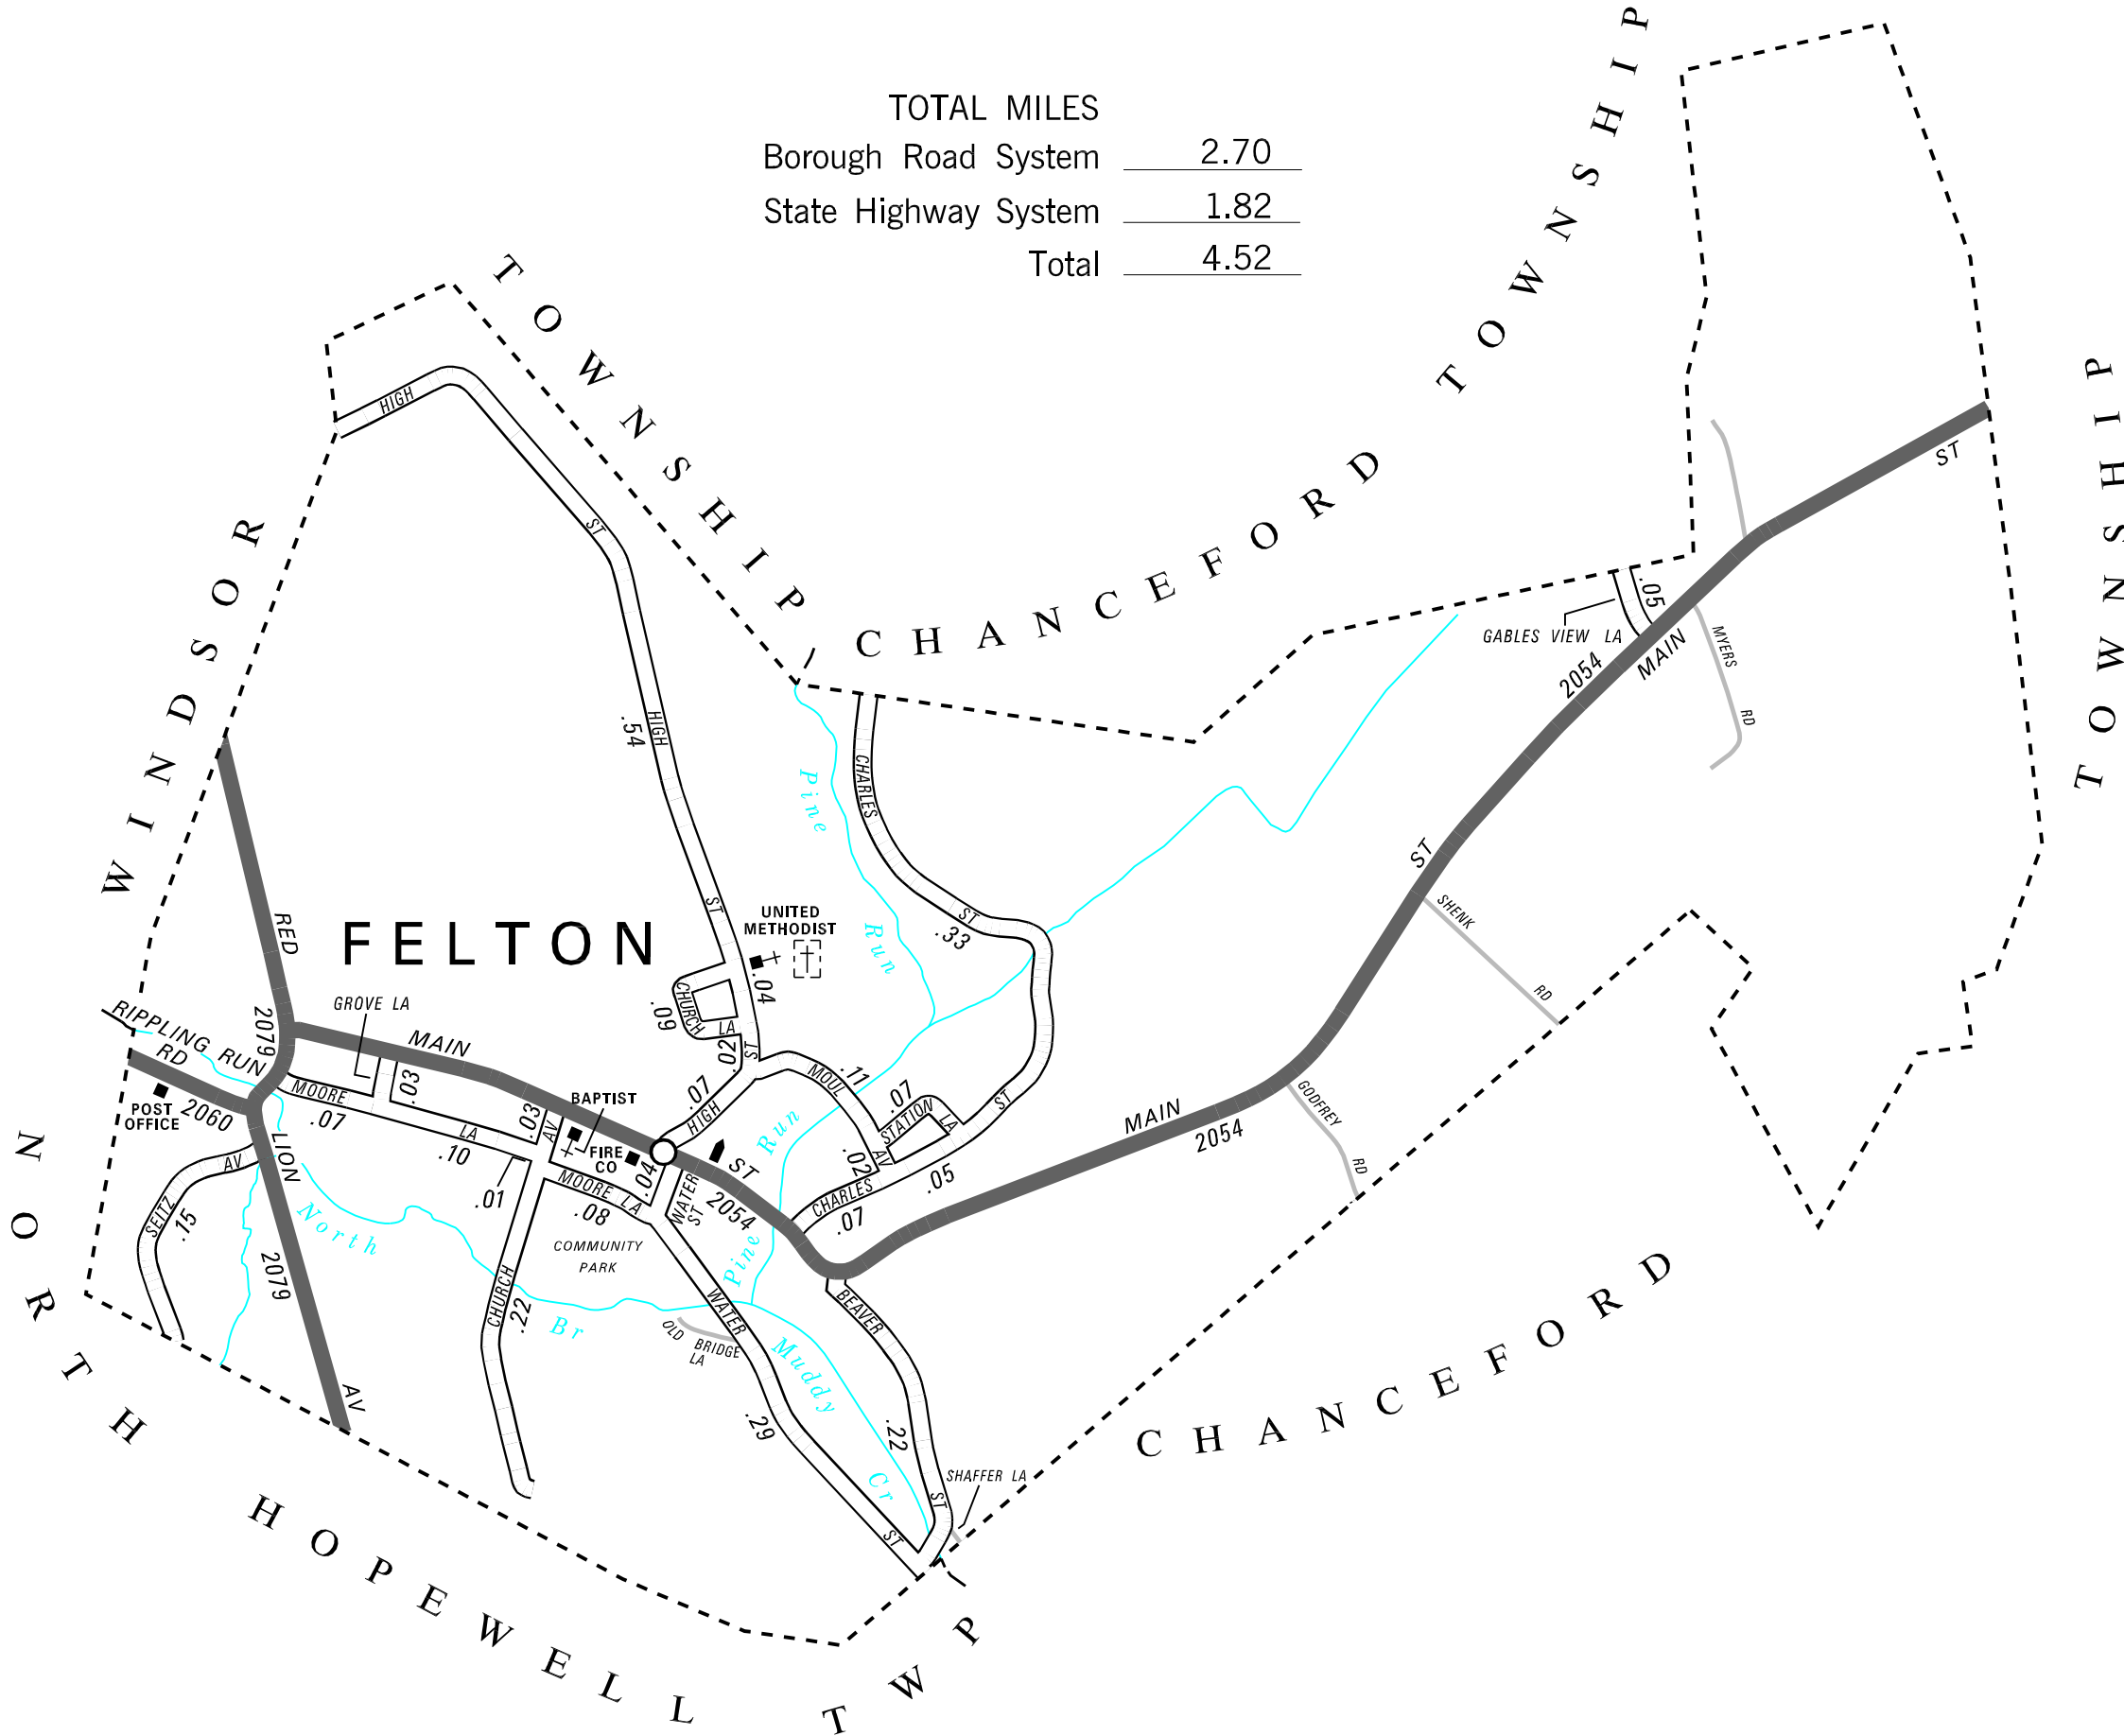 TOTAL MILES
Borough Road System 2.70
State Highway System 1.82
Total 4.52
WINDSOR TOWNSHIP
CHANCEFORD TOWNSHIP
CHANCEFORD TOWNSHIP
NORTH HOPEWELL TWP
FELTON
HIGH
ST
HIGH
.54
ST
UNITED
METHODIST
.04
CHURCH
LA
.09
.02
ST
.07
HIGH
Pine
Run
CHARLES
ST
.33
MOUL
.11
AV
.02
.07
STATION
LA
ST
CHARLES
.05
.07
Pine
Run
GABLES VIEW LA
.05
2054
MAIN
ST
MYERS
RD
ST
SHENK
RD
GODFREY
RD
MAIN
2054
RED
2079
GROVE LA
MAIN
RIPPLING RUN
RD
2060
POST
OFFICE
MOORE
.07
.03
LA
.10
.03
AV
BAPTIST
FIRE
CO
.04
MOORE LA
.08
.01
WATER
ST
ST
2054
COMMUNITY
PARK
LION
2079
AV
SEITZ
AV
.15
North
Br
Muddy
Cr
CHURCH
.22
OLD BRIDGE
LA
WATER
.29
ST
BEAVER
.22
ST
SHAFFER LA